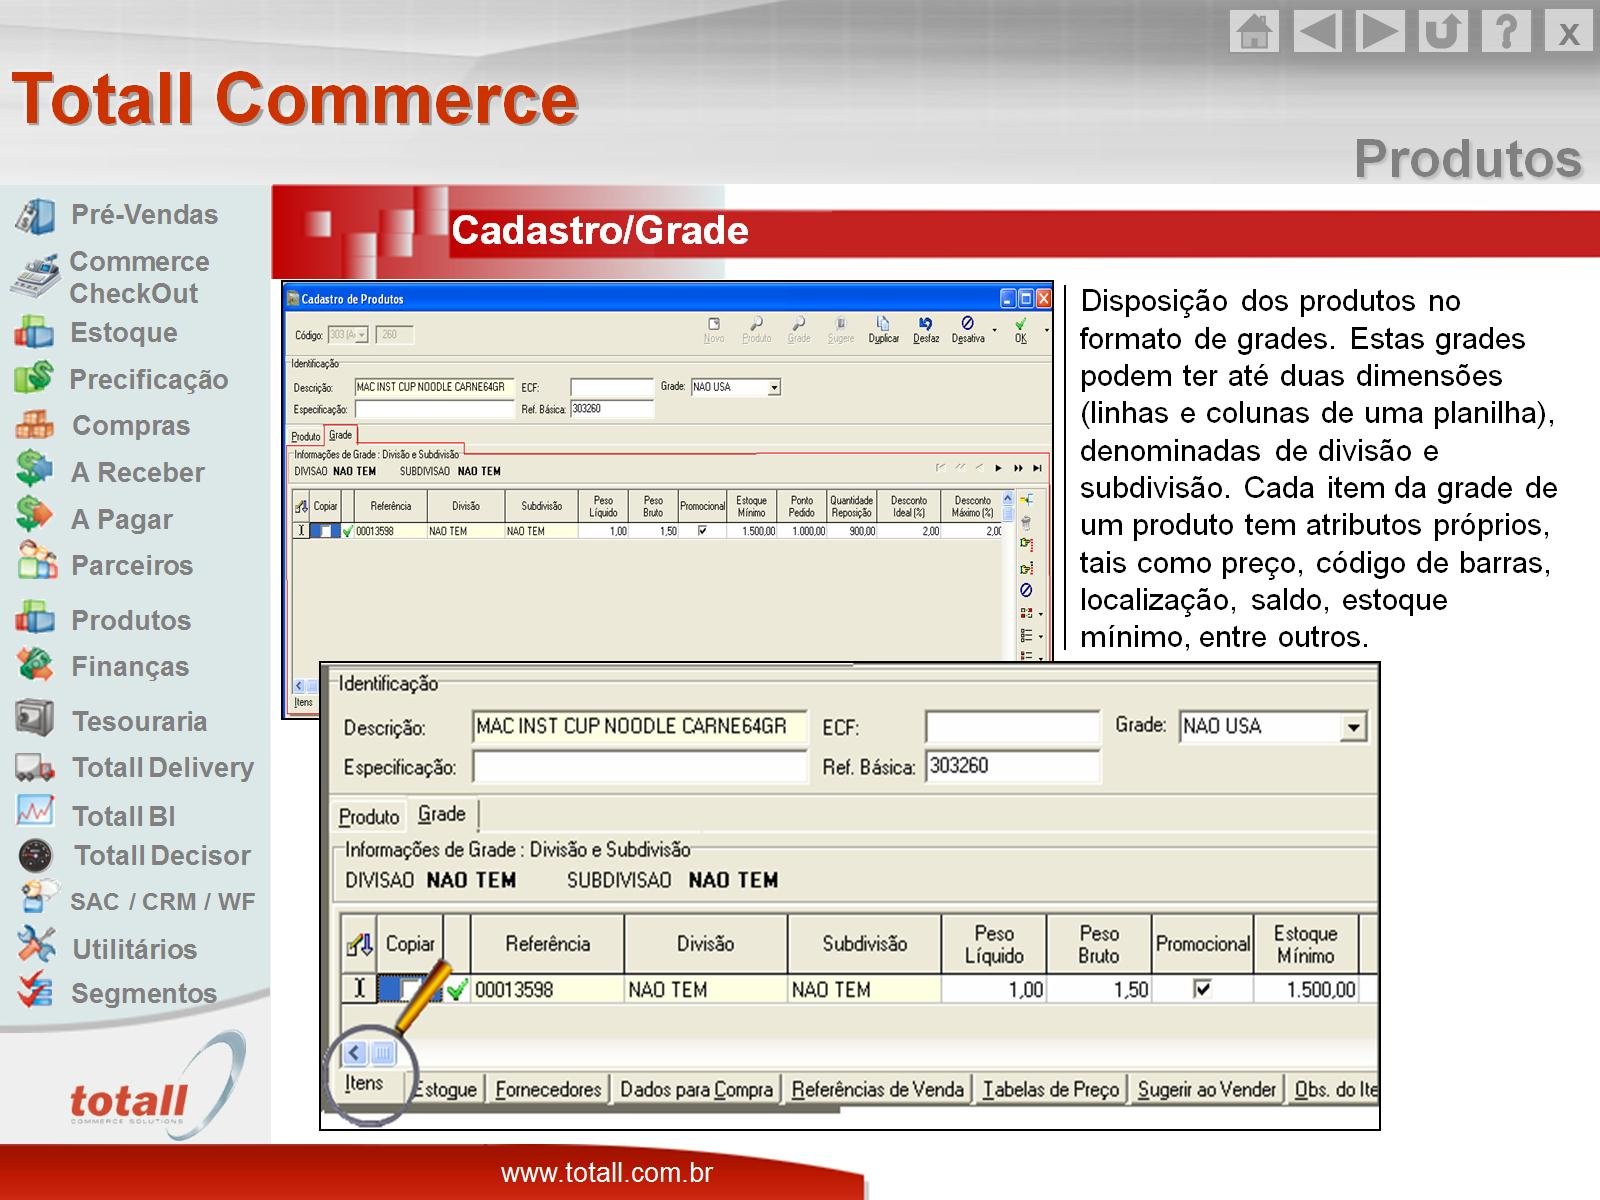 x
Totall Commerce
Produtos
Pré-Vendas
Commerce
CheckOut
Estoque
Precificação
Compras
A Receber
A Pagar
Parceiros
Produtos
Finanças
Tesouraria
Totall Delivery
Totall BI
Totall Decisor
SAC / CRM / WF
Utilitários
Segmentos
totall
COMMERCE SOLUTIONS
Cadastro/Grade
Cadastro de Produtos
Código: 260
Novo Produto Grade Sugere Duplicar Desfaz Desativa OK
Identificação
Descrição: MAC INST CUP NOODLE CARNE64GR ECF: Grade: NAO USA
Especificação: Ref. Básica: 303260
Produto Grade
Informações de Grade : Divisão e Subdivisão
DIVISAO NAO TEM SUBDIVISAO NAO TEM
Copiar Referência Divisão Subdivisão Peso Líquido Peso Bruto Promocional Estoque Mínimo Ponto Pedido Quantidade Reposição Desconto Ideal (%) Desconto Máximo (%)
00013598 NAO TEM NAO TEM 1,00 1,50 1.500,00 1.000,00 900,00 2,00 2,00
Itens
Disposição dos produtos no
formato de grades. Estas grades
podem ter até duas dimensões
(linhas e colunas de uma planilha),
denominadas de divisão e
subdivisão. Cada item da grade de
um produto tem atributos próprios,
tais como preço, código de barras,
localização, saldo, estoque
mínimo, entre outros.
Identificação
Descrição: MAC INST CUP NOODLE CARNE64GR ECF: Grade: NAO USA
Especificação: Ref. Básica: 303260
Produto Grade
Informações de Grade : Divisão e Subdivisão
DIVISAO NAO TEM SUBDIVISAO NAO TEM
Copiar Referência Divisão Subdivisão Peso Líquido Peso Bruto Promocional Estoque Mínimo
00013598 NAO TEM NAO TEM 1,00 1,50 1.500,00
Itens Estogue Fornecedores Dados para Compra Referências de Venda Tabelas de Preço Sugerir ao Vender Obs. do Ite
www.totall.com.br